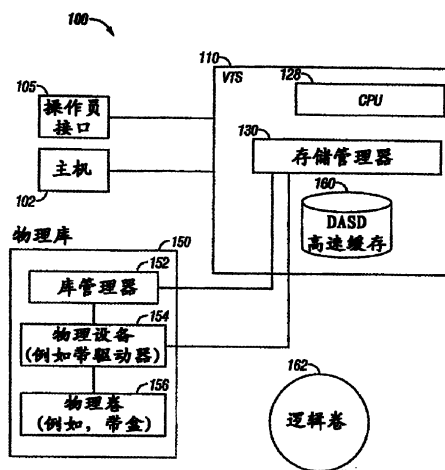 100
110
VTS
128
CPU
105
操作员
接口
130
存储管理器
主机
102
160
DASD
高速缓存
物理库
150
152
库管理器
154
物理设备
(例如带驱动器)
156
物理卷
(例如，带盒)
162
逻辑卷